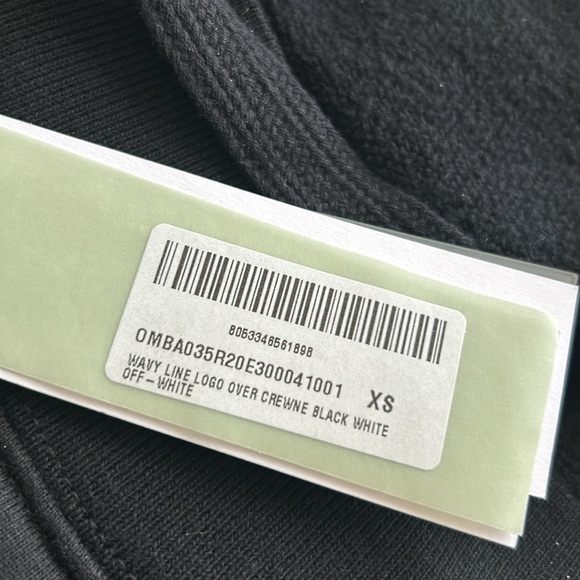 8053346561898
OMBA035R20E300041001 XS
WAVY LINE LOGO OVER CREWNE BLACK WHITE
OFF-WHITE